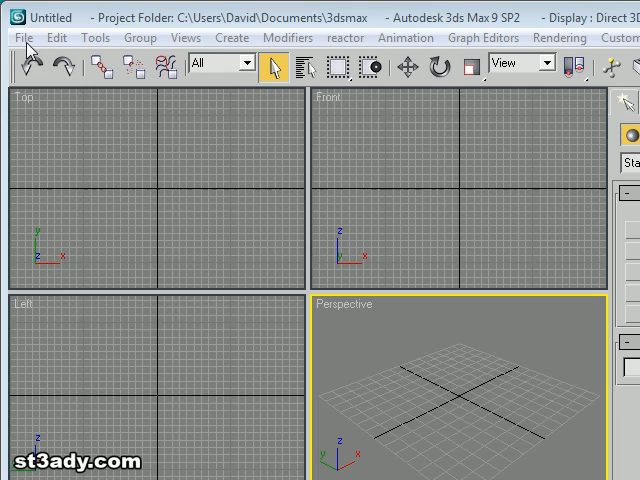 Untitled - Project Folder: C:\Users\David\Documents\3dsmax - Autodesk 3ds Max 9 SP2 - Display : Direct 3D
File Edit Tools Group Views Create Modifiers reactor Animation Graph Editors Rendering Custom
All View
Top Front
y z
z x y x
Sta
Left Perspective
z z
y x
st3ady.com